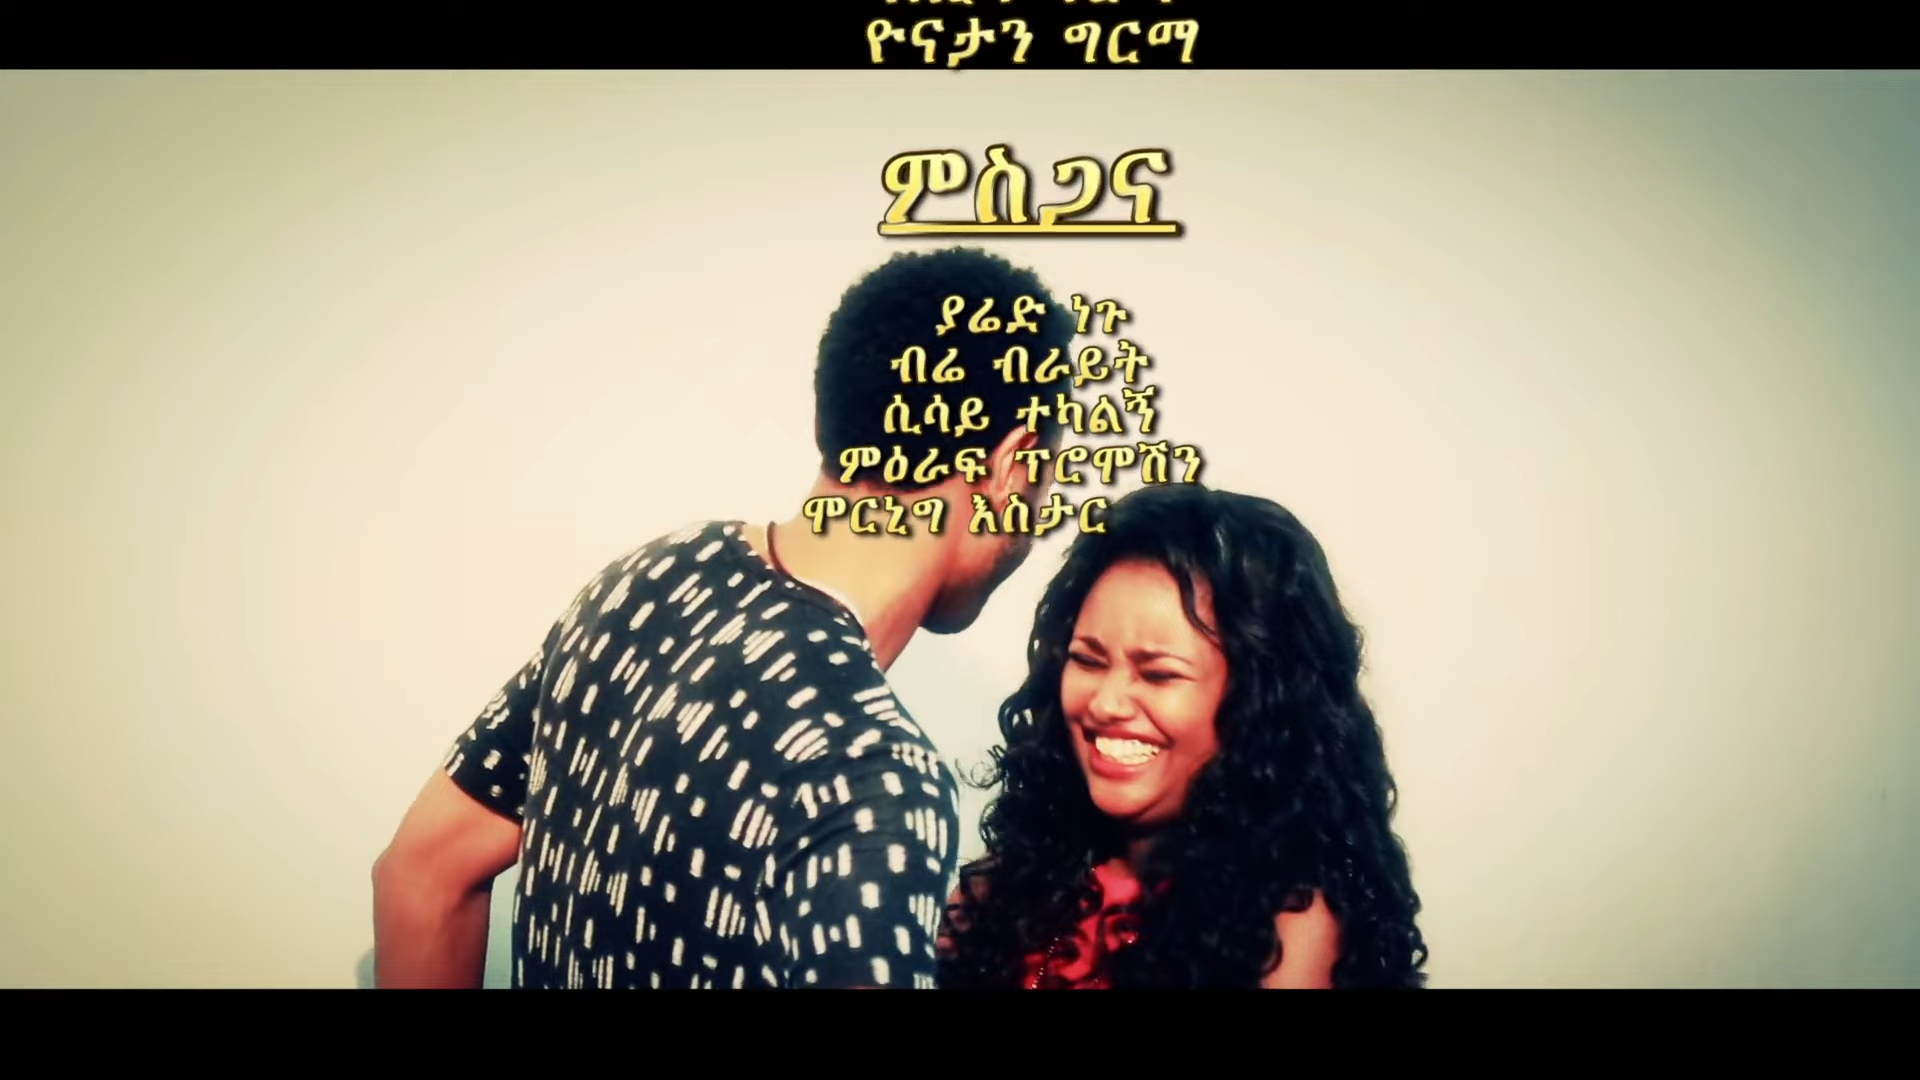 ዮናታን ግርማ
ምስጋና
ያሬድ ነጉ
ብሬ ብራይት
ሲሳይ ተካልኝ
ምዕራፍ ፕሮሞሽን
ሞርኒግ እስታር